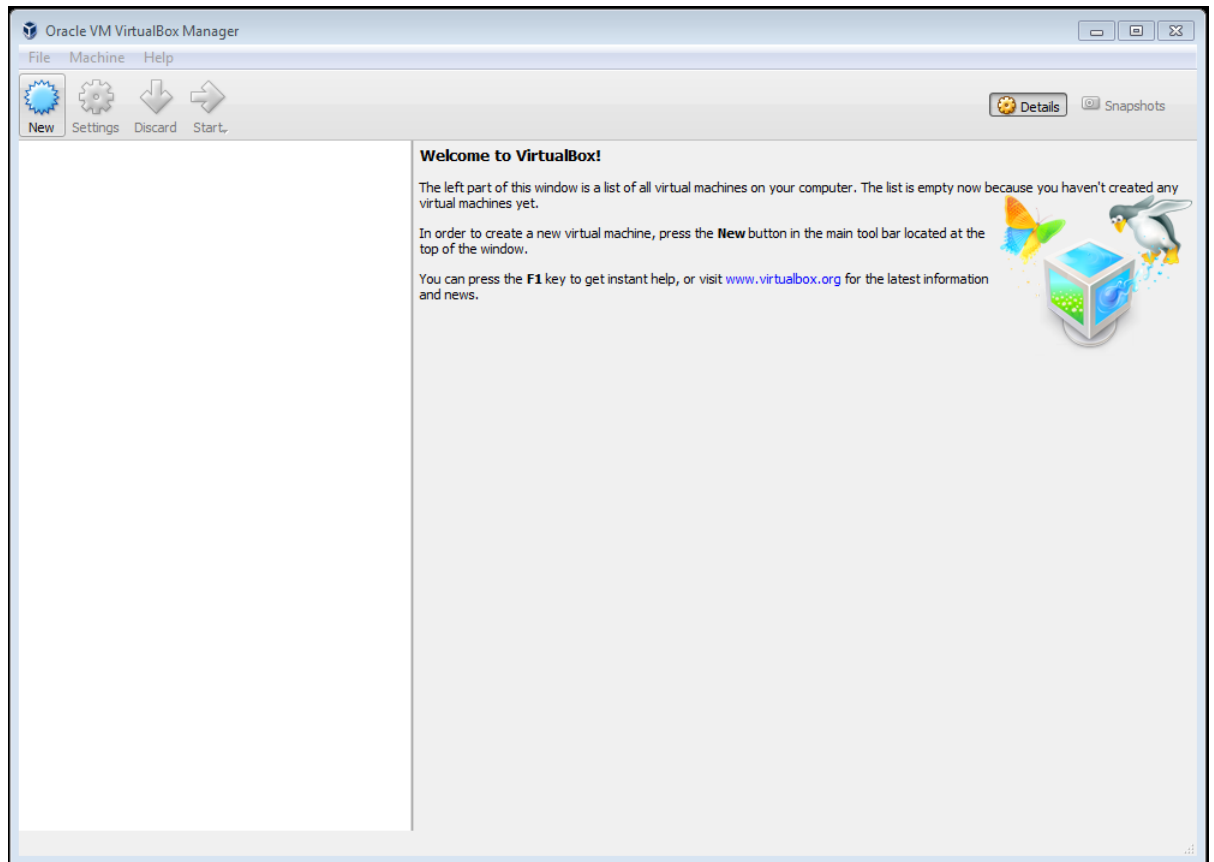 Oracle VM VirtualBox Manager
File Machine Help
New Settings Discard Start
Details Snapshots
Welcome to VirtualBox!
The left part of this window is a list of all virtual machines on your computer. The list is empty now because you haven't created any
virtual machines yet.
In order to create a new virtual machine, press the New button in the main tool bar located at the
top of the window.
You can press the F1 key to get instant help, or visit www.virtualbox.org for the latest information
and news.